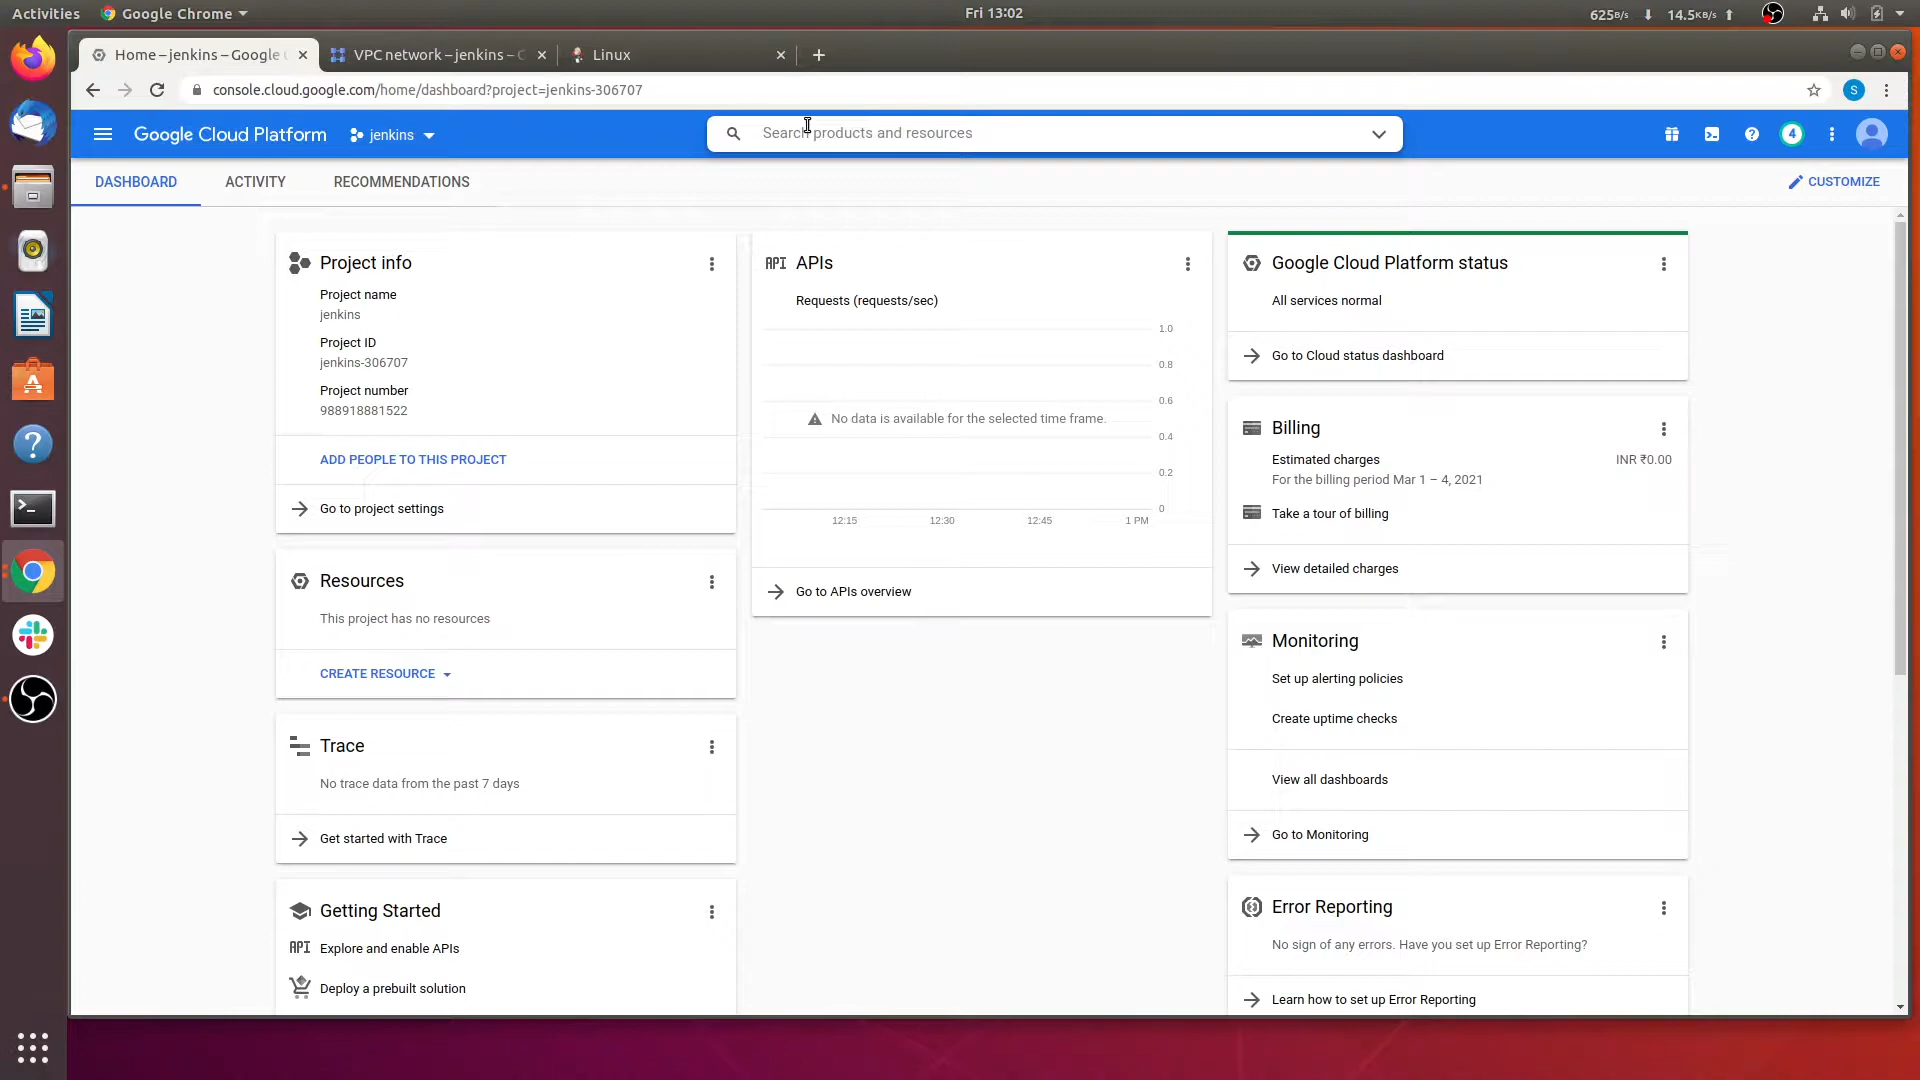 Activities
Google Chrome
Fri 13:02
625B/s
14.5KB/s
Home – jenkins – Google
VPC network – jenkins –
Linux
console.cloud.google.com/home/dashboard?project=jenkins-306707
S
Google Cloud Platform
jenkins
Search products and resources
4
DASHBOARD
ACTIVITY
RECOMMENDATIONS
CUSTOMIZE
Project info
Project name
jenkins
Project ID
jenkins-306707
Project number
988918881522
ADD PEOPLE TO THIS PROJECT
Go to project settings
Resources
This project has no resources
CREATE RESOURCE
Trace
No trace data from the past 7 days
Get started with Trace
Getting Started
API
Explore and enable APIs
Deploy a prebuilt solution
API
APIs
Requests (requests/sec)
1.0
0.8
0.6
No data is available for the selected time frame.
0.4
0.2
0
12:15
12:30
12:45
1 PM
Go to APIs overview
Google Cloud Platform status
All services normal
Go to Cloud status dashboard
Billing
Estimated charges
INR ₹0.00
For the billing period Mar 1 – 4, 2021
Take a tour of billing
View detailed charges
Monitoring
Set up alerting policies
Create uptime checks
View all dashboards
Go to Monitoring
Error Reporting
No sign of any errors. Have you set up Error Reporting?
Learn how to set up Error Reporting